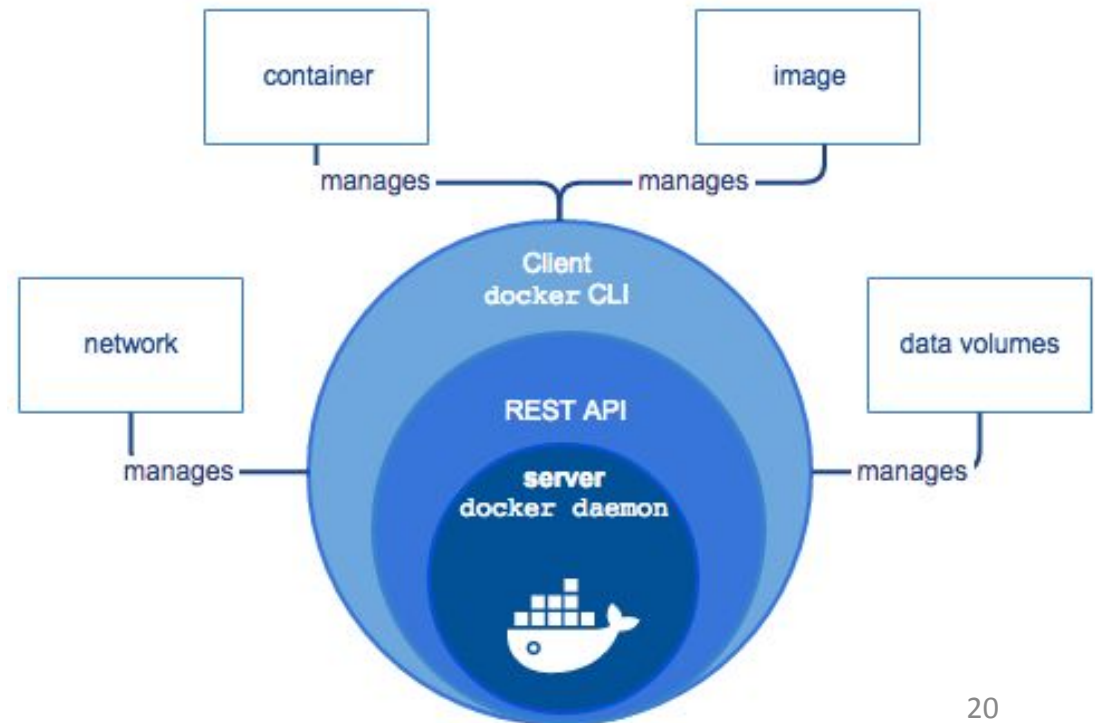 container
image
manages
manages
Client
docker CLI
network
data volumes
REST API
manages
server
manages
docker daemon
20